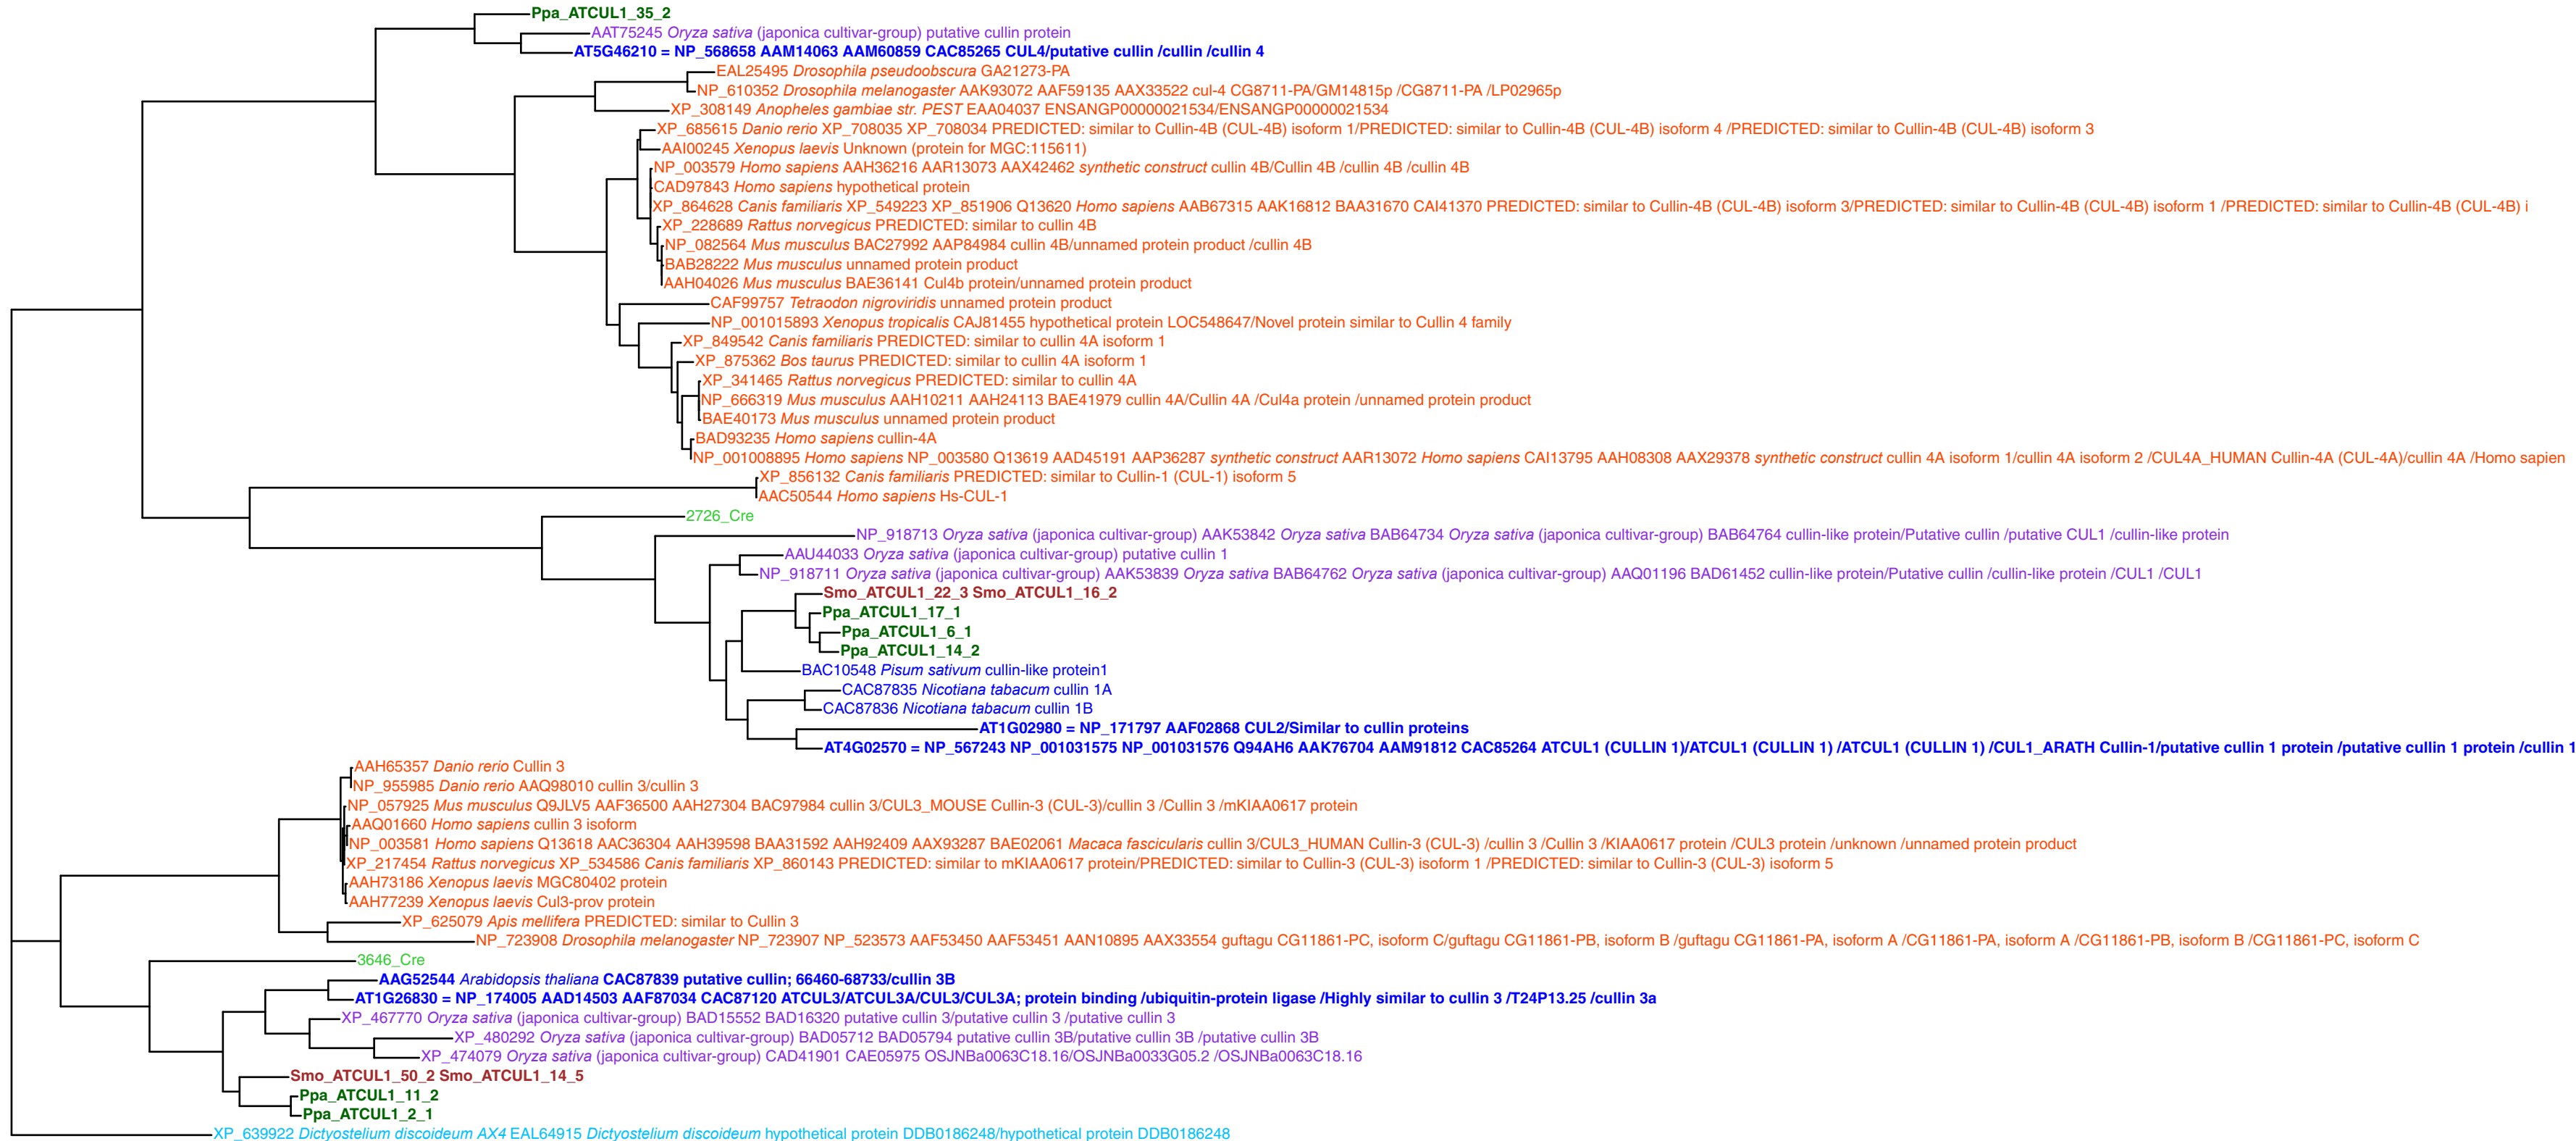 Ppa_ATCUL1_35_2
AAT75245 Oryza sativa (japonica cultivar-group) putative cullin protein
AT5G46210 = NP_568658 AAM14063 AAM60859 CAC85265 CUL4/putative cullin /cullin /cullin 4
EAL25495 Drosophila pseudoobscura GA21273-PA
NP_610352 Drosophila melanogaster AAK93072 AAF59135 AAX33522 cul-4 CG8711-PA/GM14815p /CG8711-PA /LP02965p
XP_308149 Anopheles gambiae str. PEST EAA04037 ENSANGP00000021534/ENSANGP00000021534
XP_685615 Danio rerio XP_708035 XP_708034 PREDICTED: similar to Cullin-4B (CUL-4B) isoform 1/PREDICTED: similar to Cullin-4B (CUL-4B) isoform 4 /PREDICTED: similar to Cullin-4B (CUL-4B) isoform 3
AAI00245 Xenopus laevis Unknown (protein for MGC:115611)
NP_003579 Homo sapiens AAH36216 AAR13073 AAX42462 synthetic construct cullin 4B/Cullin 4B /cullin 4B /cullin 4B
CAD97843 Homo sapiens hypothetical protein
XP_864628 Canis familiaris XP_549223 XP_851906 Q13620 Homo sapiens AAB67315 AAK16812 BAA31670 CAI41370 PREDICTED: similar to Cullin-4B (CUL-4B) isoform 3/PREDICTED: similar to Cullin-4B (CUL-4B) isoform 1 /PREDICTED: similar to Cullin-4B (CUL-4B) i
XP_228689 Rattus norvegicus PREDICTED: similar to cullin 4B
NP_082564 Mus musculus BAC27992 AAP84984 cullin 4B/unnamed protein product /cullin 4B
BAB28222 Mus musculus unnamed protein product
AAH04026 Mus musculus BAE36141 Cul4b protein/unnamed protein product
CAF99757 Tetraodon nigroviridis unnamed protein product
NP_001015893 Xenopus tropicalis CAJ81455 hypothetical protein LOC548647/Novel protein similar to Cullin 4 family
XP_849542 Canis familiaris PREDICTED: similar to cullin 4A isoform 1
XP_875362 Bos taurus PREDICTED: similar to cullin 4A isoform 1
XP_341465 Rattus norvegicus PREDICTED: similar to cullin 4A
NP_666319 Mus musculus AAH10211 AAH24113 BAE41979 cullin 4A/Cullin 4A /Cul4a protein /unnamed protein product
BAE40173 Mus musculus unnamed protein product
BAD93235 Homo sapiens cullin-4A
NP_001008895 Homo sapiens NP_003580 Q13619 AAD45191 AAP36287 synthetic construct AAR13072 Homo sapiens CAI13795 AAH08308 AAX29378 synthetic construct cullin 4A isoform 1/cullin 4A isoform 2 /CUL4A_HUMAN Cullin-4A (CUL-4A)/cullin 4A /Homo sapien
XP_856132 Canis familiaris PREDICTED: similar to Cullin-1 (CUL-1) isoform 5
AAC50544 Homo sapiens Hs-CUL-1
2726_Cre
NP_918713 Oryza sativa (japonica cultivar-group) AAK53842 Oryza sativa BAB64734 Oryza sativa (japonica cultivar-group) BAB64764 cullin-like protein/Putative cullin /putative CUL1 /cullin-like protein
AAU44033 Oryza sativa (japonica cultivar-group) putative cullin 1
NP_918711 Oryza sativa (japonica cultivar-group) AAK53839 Oryza sativa BAB64762 Oryza sativa (japonica cultivar-group) AAQ01196 BAD61452 cullin-like protein/Putative cullin /cullin-like protein /CUL1 /CUL1
Smo_ATCUL1_22_3 Smo_ATCUL1_16_2
Ppa_ATCUL1_17_1
Ppa_ATCUL1_6_1
Ppa_ATCUL1_14_2
BAC10548 Pisum sativum cullin-like protein1
CAC87835 Nicotiana tabacum cullin 1A
CAC87836 Nicotiana tabacum cullin 1B
AT1G02980 = NP_171797 AAF02868 CUL2/Similar to cullin proteins
AT4G02570 = NP_567243 NP_001031575 NP_001031576 Q94AH6 AAK76704 AAM91812 CAC85264 ATCUL1 (CULLIN 1)/ATCUL1 (CULLIN 1) /ATCUL1 (CULLIN 1) /CUL1_ARATH Cullin-1/putative cullin 1 protein /putative cullin 1 protein /cullin 1
AAH65357 Danio rerio Cullin 3
NP_955985 Danio rerio AAQ98010 cullin 3/cullin 3
NP_057925 Mus musculus Q9JLV5 AAF36500 AAH27304 BAC97984 cullin 3/CUL3_MOUSE Cullin-3 (CUL-3)/cullin 3 /Cullin 3 /mKIAA0617 protein
AAQ01660 Homo sapiens cullin 3 isoform
NP_003581 Homo sapiens Q13618 AAC36304 AAH39598 BAA31592 AAH92409 AAX93287 BAE02061 Macaca fascicularis cullin 3/CUL3_HUMAN Cullin-3 (CUL-3) /cullin 3 /Cullin 3 /KIAA0617 protein /CUL3 protein /unknown /unnamed protein product
XP_217454 Rattus norvegicus XP_534586 Canis familiaris XP_860143 PREDICTED: similar to mKIAA0617 protein/PREDICTED: similar to Cullin-3 (CUL-3) isoform 1 /PREDICTED: similar to Cullin-3 (CUL-3) isoform 5
AAH73186 Xenopus laevis MGC80402 protein
AAH77239 Xenopus laevis Cul3-prov protein
XP_625079 Apis mellifera PREDICTED: similar to Cullin 3
NP_723908 Drosophila melanogaster NP_723907 NP_523573 AAF53450 AAF53451 AAN10895 AAX33554 guftagu CG11861-PC, isoform C/guftagu CG11861-PB, isoform B /guftagu CG11861-PA, isoform A /CG11861-PA, isoform A /CG11861-PB, isoform B /CG11861-PC, isoform C
3646_Cre
AAG52544 Arabidopsis thaliana CAC87839 putative cullin; 66460-68733/cullin 3B
AT1G26830 = NP_174005 AAD14503 AAF87034 CAC87120 ATCUL3/ATCUL3A/CUL3/CUL3A; protein binding /ubiquitin-protein ligase /Highly similar to cullin 3 /T24P13.25 /cullin 3a
XP_467770 Oryza sativa (japonica cultivar-group) BAD15552 BAD16320 putative cullin 3/putative cullin 3 /putative cullin 3
XP_480292 Oryza sativa (japonica cultivar-group) BAD05712 BAD05794 putative cullin 3B/putative cullin 3B /putative cullin 3B
XP_474079 Oryza sativa (japonica cultivar-group) CAD41901 CAE05975 OSJNBa0063C18.16/OSJNBa0033G05.2 /OSJNBa0063C18.16
Smo_ATCUL1_50_2 Smo_ATCUL1_14_5
Ppa_ATCUL1_11_2
Ppa_ATCUL1_2_1
XP_639922 Dictyostelium discoideum AX4 EAL64915 Dictyostelium discoideum hypothetical protein DDB0186248/hypothetical protein DDB0186248